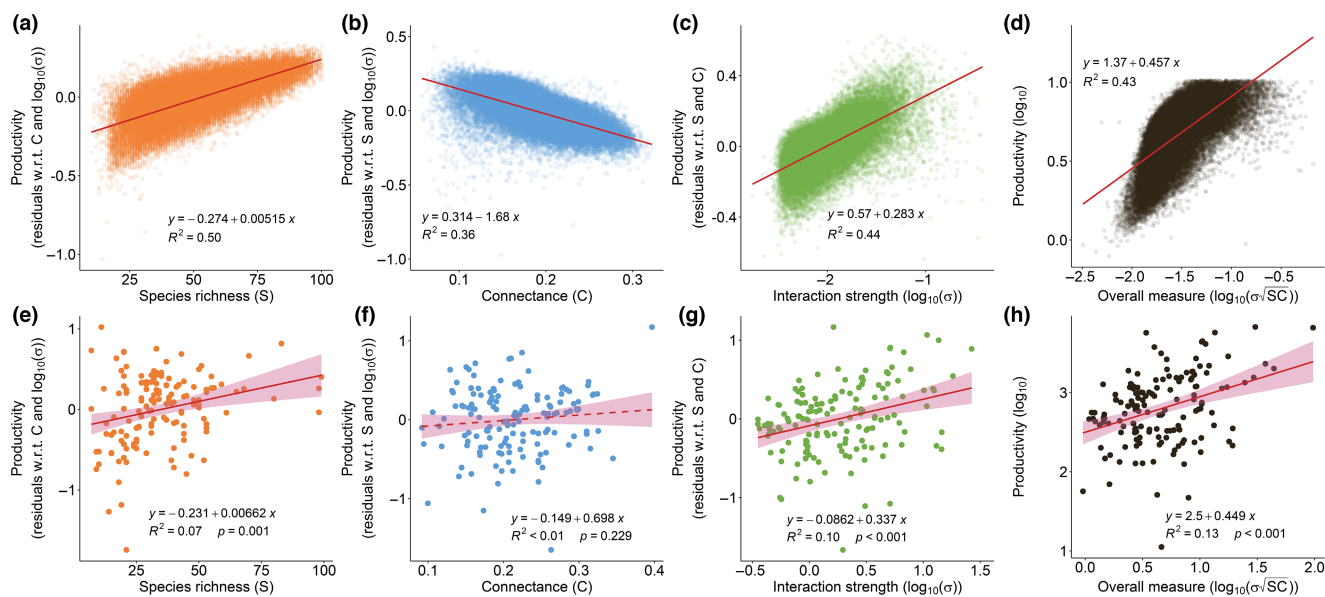 (a)
Productivity
(residuals w.r.t. C and log₁₀(σ))
0.0
−0.5
−1.0
y = − 0.274 + 0.00515 x
R² = 0.50
25
50
75
100
Species richness (S)
(b)
Productivity
(residuals w.r.t. S and log₁₀(σ))
0.5
0.0
−0.5
−1.0
y = 0.314 − 1.68 x
R² = 0.36
0.1
0.2
0.3
Connectance (C)
(c)
Productivity
(residuals w.r.t. S and C)
0.4
0.0
−0.4
y = 0.57 + 0.283 x
R² = 0.44
−2
−1
Interaction strength (log₁₀(σ))
(d)
Productivity (log₁₀)
1.0
0.5
0.0
y = 1.37 + 0.457 x
R² = 0.43
−2.5
−2.0
−1.5
−1.0
−0.5
Overall measure (log₁₀(σ√SC))
(e)
Productivity
(residuals w.r.t. C and log₁₀(σ))
1
0
−1
y = − 0.231 + 0.00662 x
R² = 0.07 p = 0.001
25
50
75
100
Species richness (S)
(f)
Productivity
(residuals w.r.t. S and log₁₀(σ))
1
0
−1
y = − 0.149 + 0.698 x
R² < 0.01 p = 0.229
0.1
0.2
0.3
0.4
Connectance (C)
(g)
Productivity
(residuals w.r.t. S and C)
1
0
−1
y = − 0.0862 + 0.337 x
R² = 0.10 p < 0.001
−0.5
0.0
0.5
1.0
1.5
Interaction strength (log₁₀(σ))
(h)
Productivity (log₁₀)
3
2
1
y = 2.5 + 0.449 x
R² = 0.13 p < 0.001
0.0
0.5
1.0
1.5
2.0
Overall measure (log₁₀(σ√SC))